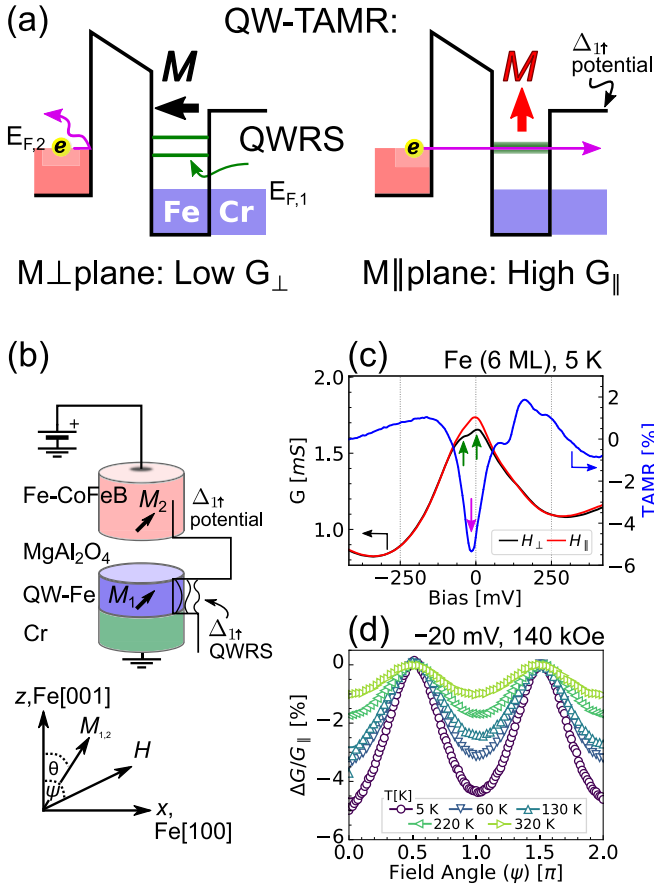 (a) QW-TAMR:
M
M
Δ1↑
potential
E_F,2
e
QWRS
e
E_F,1
Fe Cr
M⊥plane: Low G⊥
M∥plane: High G∥
(b)
+
Fe-CoFeB
M2
Δ1↑
potential
MgAl2O4
QW-Fe
M1
Cr
Δ1↑
QWRS
z,Fe[001]
M1,2
H
θ
ψ
x,
Fe[100]
(c) Fe (6 ML), 5 K
2.0
1.5
1.0
G [mS]
2
0
−2
−4
−6
TAMR [%]
H⊥ H∥
−250 0 250
Bias [mV]
(d) −20 mV, 140 kOe
0
−2
−4
−6
ΔG/G∥ [%]
T[K]
5 K 60 K 130 K
220 K 320 K
0.0 0.5 1.0 1.5 2.0
Field Angle (ψ) [π]